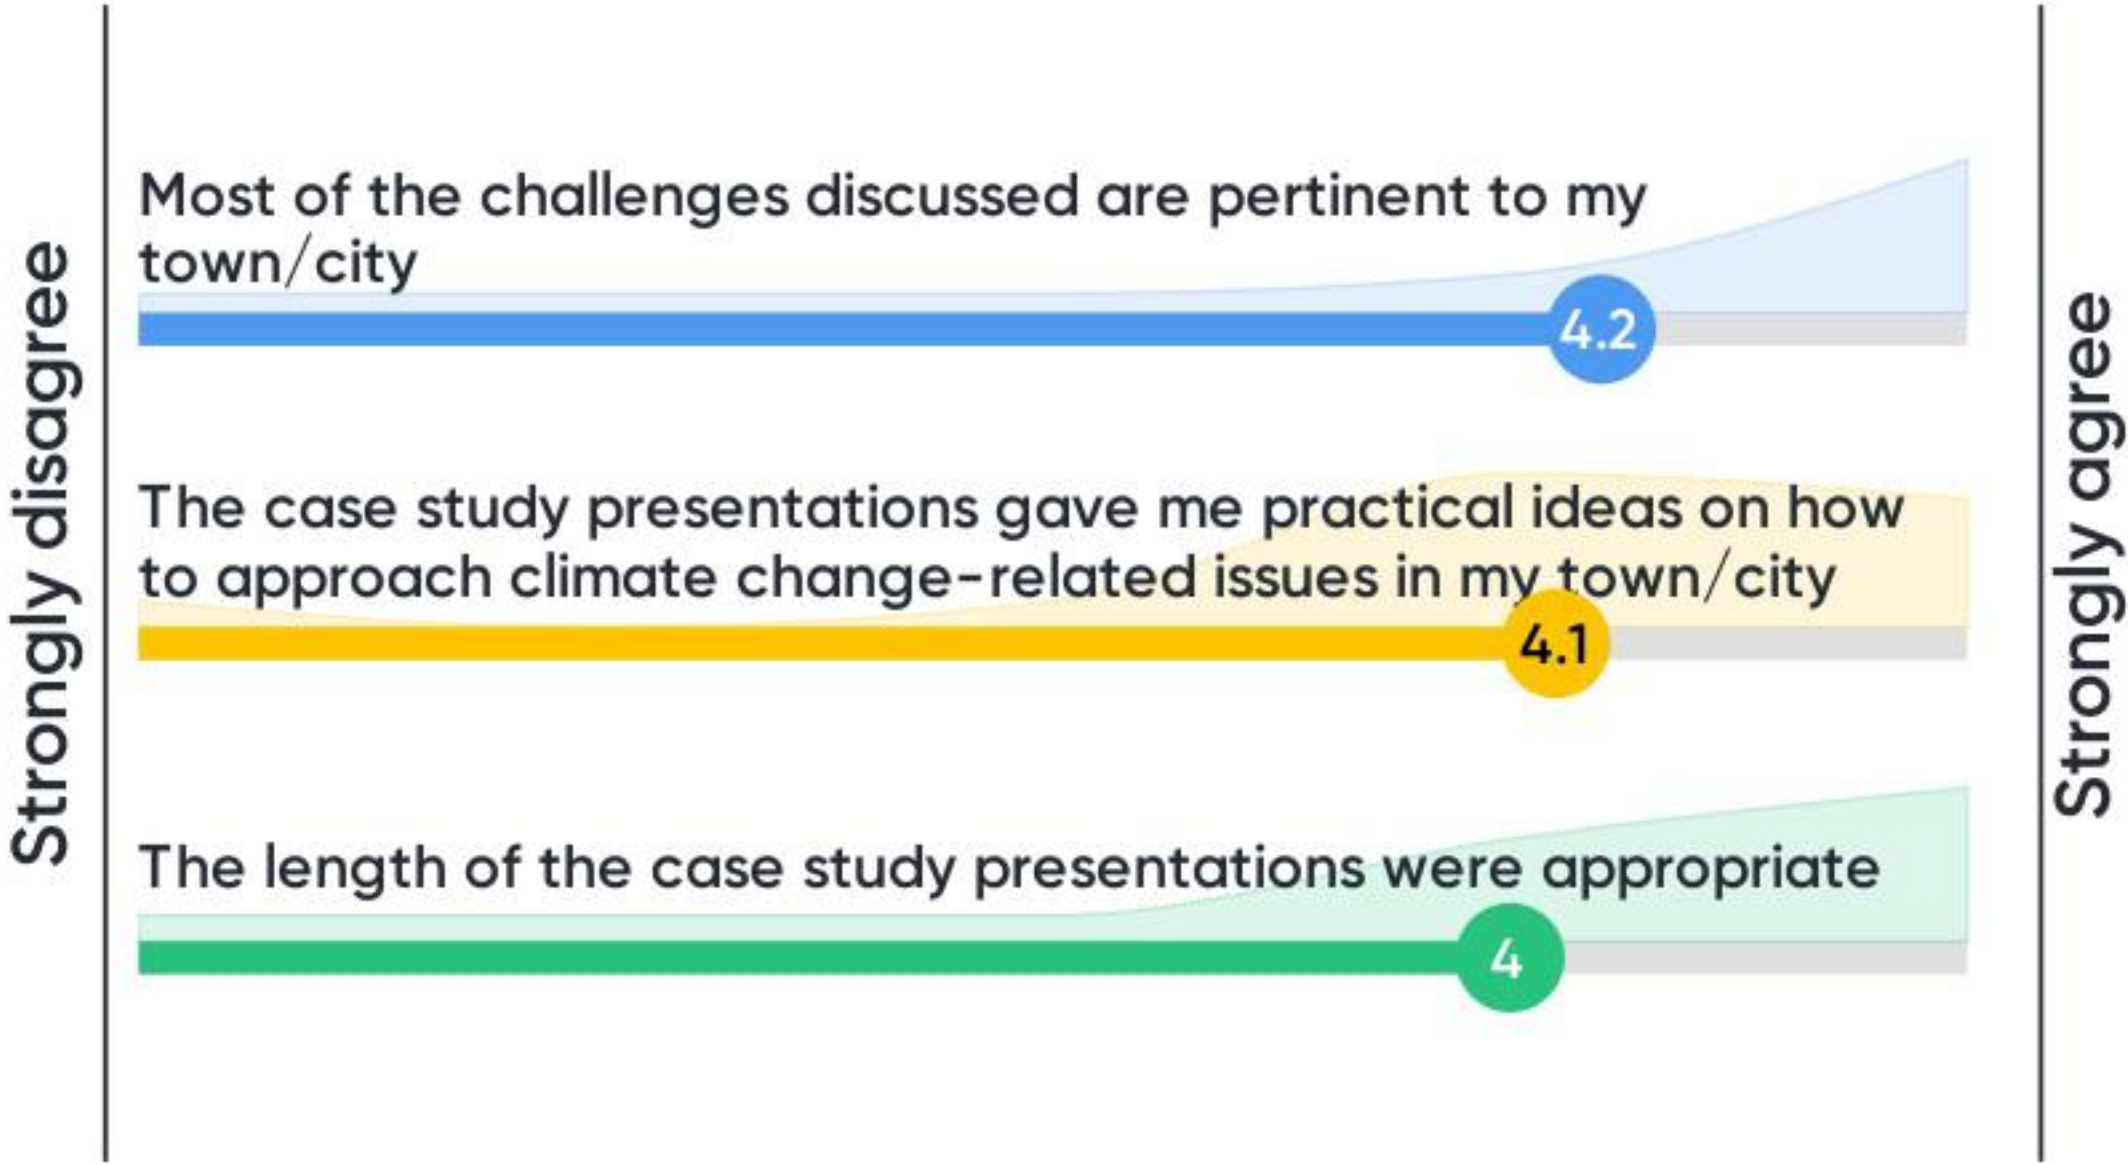 Strongly disagree
Most of the challenges discussed are pertinent to my
town/city
4.2
The case study presentations gave me practical ideas on how
to approach climate change-related issues in my town/city
4.1
The length of the case study presentations were appropriate
4
Strongly agree